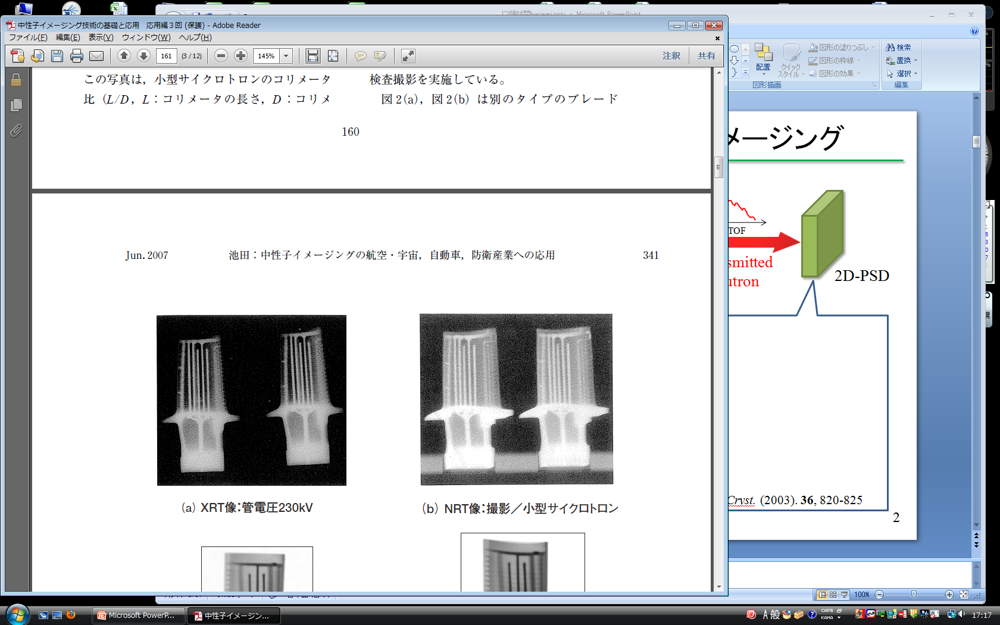 口頭試問
- Microsoft PowerPoint
中性子イメージング技術の基礎と応用　応用編３回 (保護) - Adobe Reader
ファイル(F) 編集(E) 表示(V) ウィンドウ(W) ヘルプ(H)
161 (3 / 12) 145% 注釈 共有
この写真は，小型サイクロトロンのコリメータ
比（L/D，L：コリメータの長さ，D：コリメ
検査撮影を実施している。
図2(a)，図2(b) は別のタイプのブレード
160
Jun. 2007 池田：中性子イメージングの航空・宇宙，自動車，防衛産業への応用 341
(a) XRT像：管電圧230kV
(b) NRT像：撮影／小型サイクロトロン
配置
クイック
スタイル
図形の塗りつぶし
図形の枠線
図形の効果
図形描画
検索
置換
選択
編集
メージング
TOF
smitted
utron
2D-PSD
Cryst. (2003). 36, 820-825
2
100%
Microsoft PowerP...
中性子イメージン...
A 般
CAPS
KANA
17:17